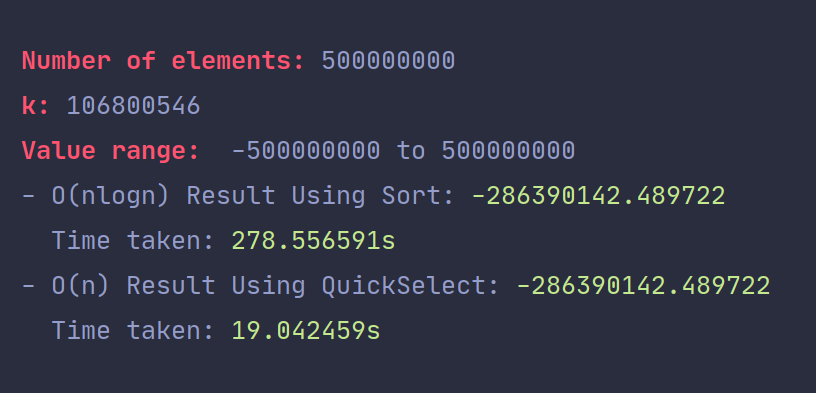 Number of elements: 500000000
k: 106800546
Value range:  -500000000 to 500000000
- O(nlogn) Result Using Sort: -286390142.489722
Time taken: 278.556591s
- O(n) Result Using QuickSelect: -286390142.489722
Time taken: 19.042459s